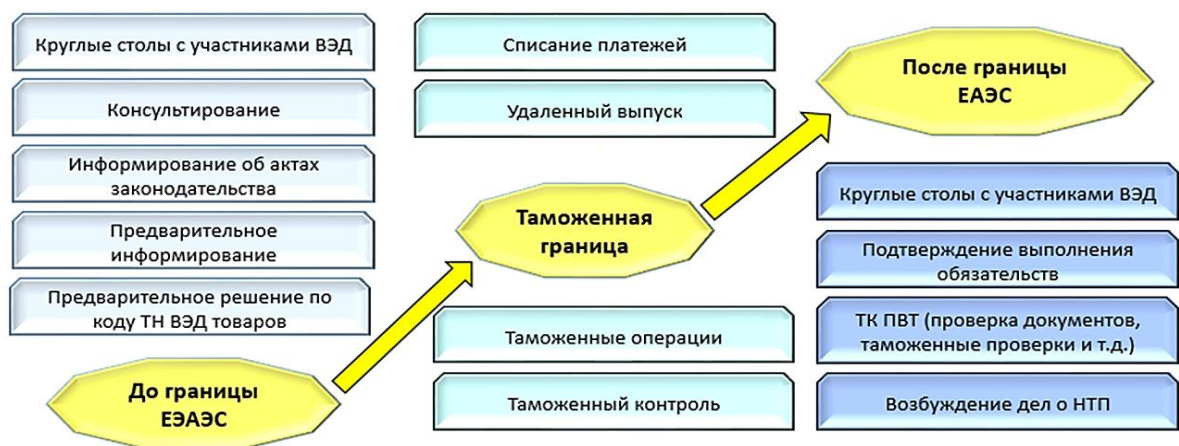 Круглые столы с участниками ВЭД
Консультирование
Информирование об актах
законодательства
Предварительное
информирование
Предварительное решение по
коду ТН ВЭД товаров
До границы
ЕЭАЭС
Списание платежей
Удаленный выпуск
Таможенная
граница
Таможенные операции
Таможенный контроль
После границы
ЕАЭС
Круглые столы с участниками ВЭД
Подтверждение выполнения
обязательств
ТК ПВТ (проверка документов,
таможенные проверки и т.д.)
Возбуждение дел о НТП